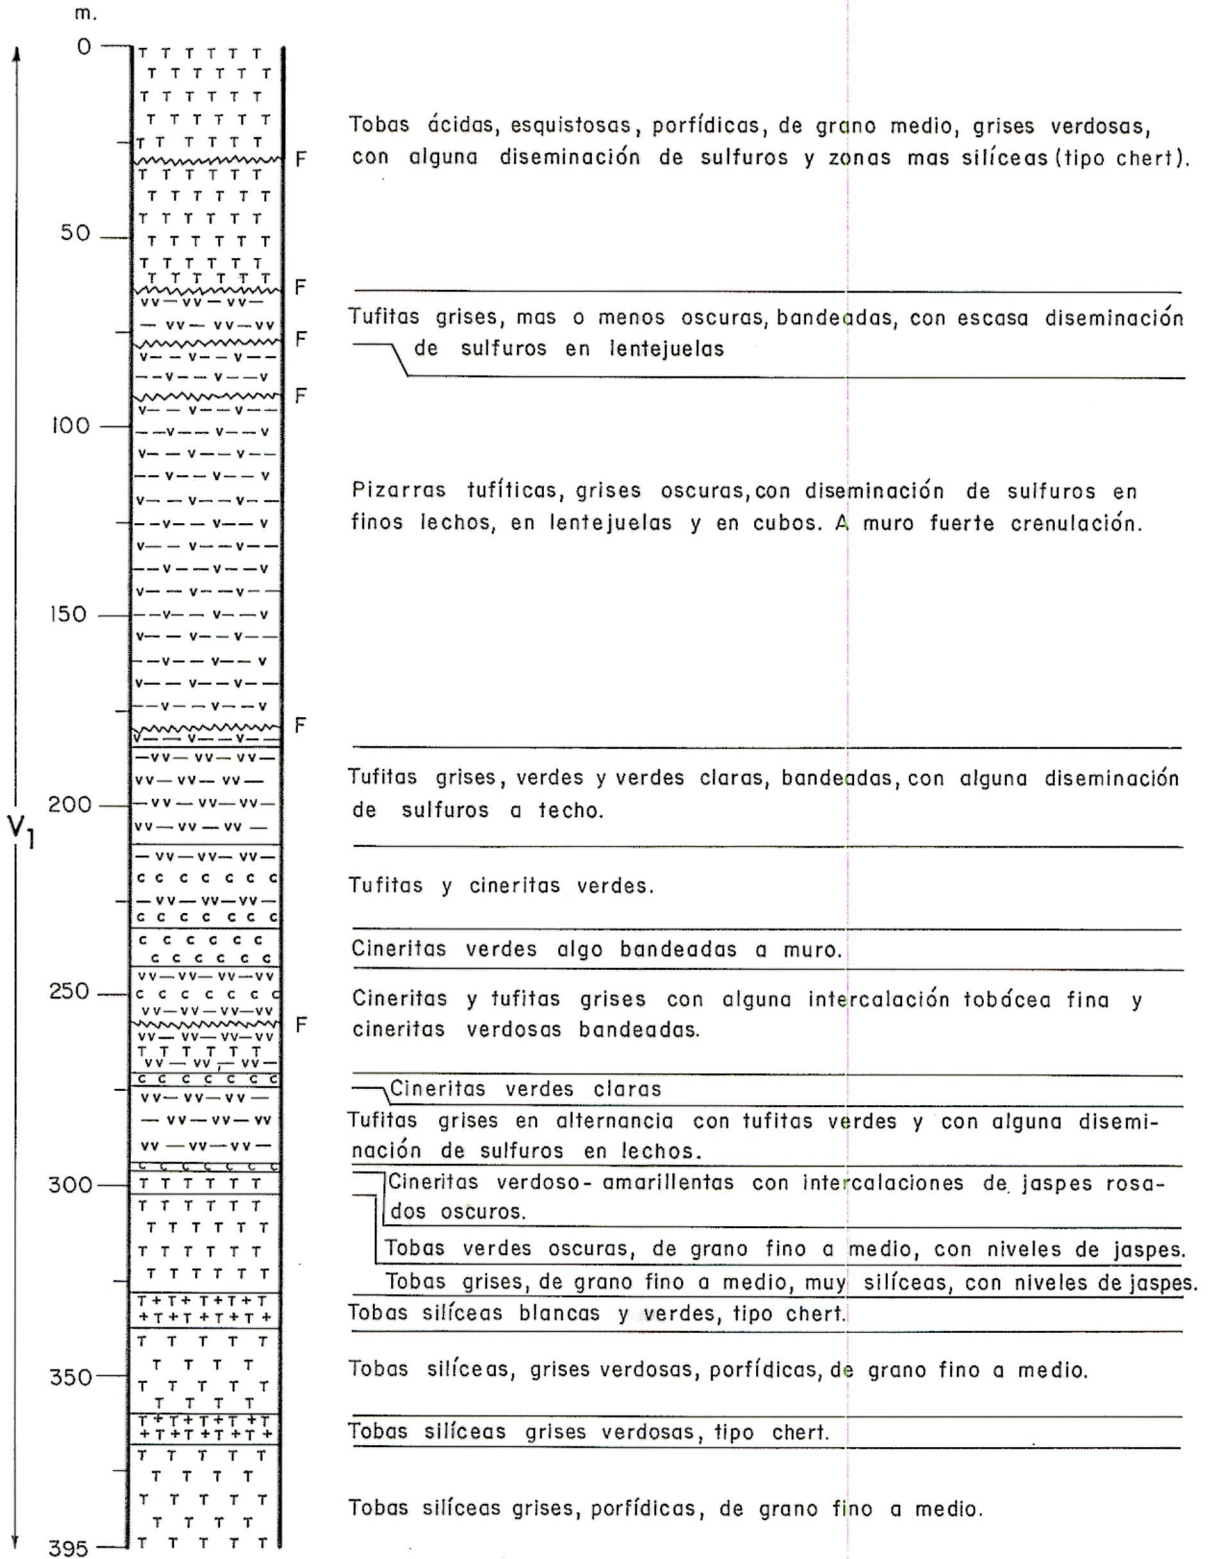 m.
0
Tobas ácidas, esquistosas, porfídicas, de grano medio, grises verdosas,
con alguna diseminación de sulfuros y zonas mas silíceas (tipo chert).
F
50
F
Tufitas grises, mas o menos oscuras, bandeadas, con escasa diseminación
de sulfuros en lentejuelas
F
F
100
Pizarras tufíticas, grises oscuras, con diseminación de sulfuros en
finos lechos, en lentejuelas y en cubos. A muro fuerte crenulación.
150
F
Tufitas grises, verdes y verdes claras, bandeadas, con alguna diseminación
de sulfuros a techo.
200
V1
Tufitas y cineritas verdes.
Cineritas verdes algo bandeadas a muro.
250
Cineritas y tufitas grises con alguna intercalación tobácea fina y
cineritas verdosas bandeadas.
F
Cineritas verdes claras
Tufitas grises en alternancia con tufitas verdes y con alguna disemi-
nación de sulfuros en lechos.
300
Cineritas verdoso-amarillentas con intercalaciones de jaspes rosa-
dos oscuros.
Tobas verdes oscuras, de grano fino a medio, con niveles de jaspes.
Tobas grises, de grano fino a medio, muy silíceas, con niveles de jaspes.
Tobas silíceas blancas y verdes, tipo chert.
350
Tobas silíceas, grises verdosas, porfídicas, de grano fino a medio.
Tobas silíceas grises verdosas, tipo chert.
Tobas silíceas grises, porfídicas, de grano fino a medio.
395